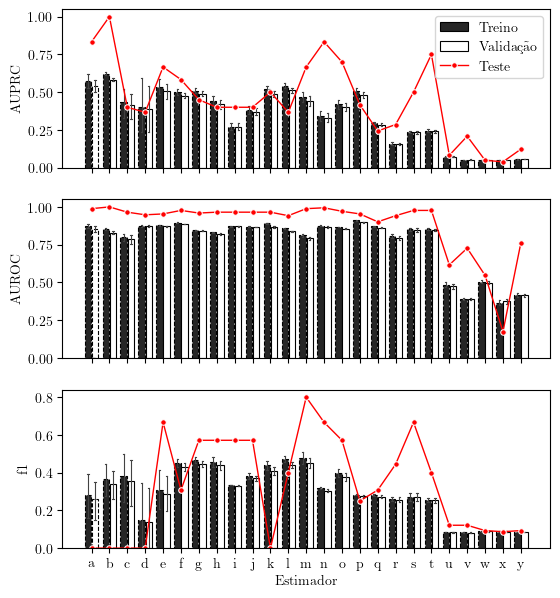 1.00
0.75
0.50
0.25
0.00
AUPRC
Treino
Validação
Teste
1.00
0.75
0.50
0.25
0.00
AUROC
0.8
0.6
0.4
0.2
0.0
f1
a b c d e f g h i j k l m n o p q r s t u v w x y
Estimador